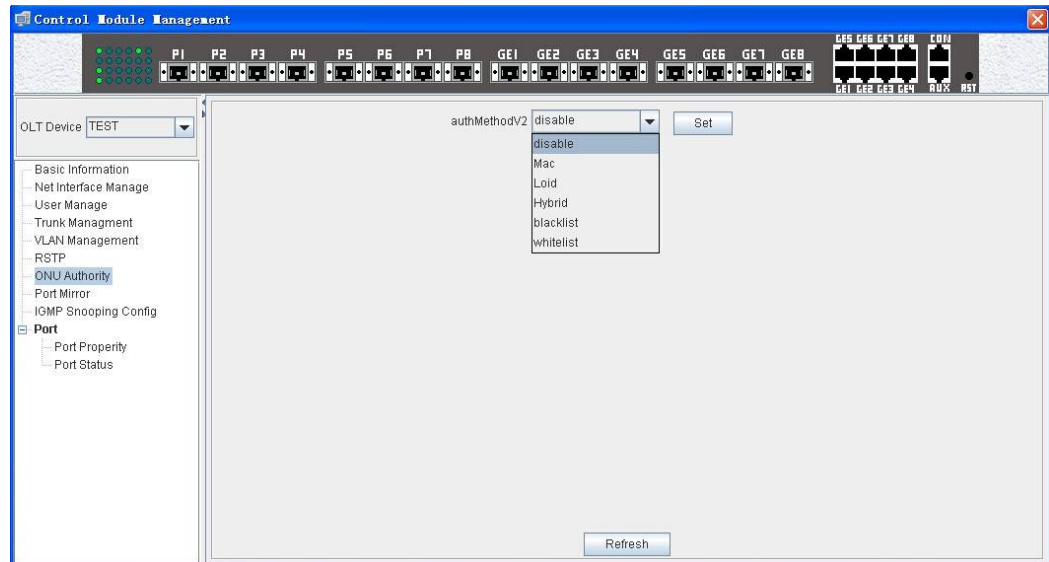 Control Module Management
GE5 GE6 GE7 GE8 CON
P1 P2 P3 P4 P5 P6 P7 P8 GE1 GE2 GE3 GE4 GE5 GE6 GE7 GE8
GE1 GE2 GE3 GE4 AUX RST
OLT Device TEST
authMethodV2 disable Set
disable
Mac
Loid
Hybrid
blacklist
whitelist
Basic Information
Net Interface Manage
User Manage
Trunk Managment
VLAN Management
RSTP
ONU Authority
Port Mirror
IGMP Snooping Config
Port
Port Properity
Port Status
Refresh